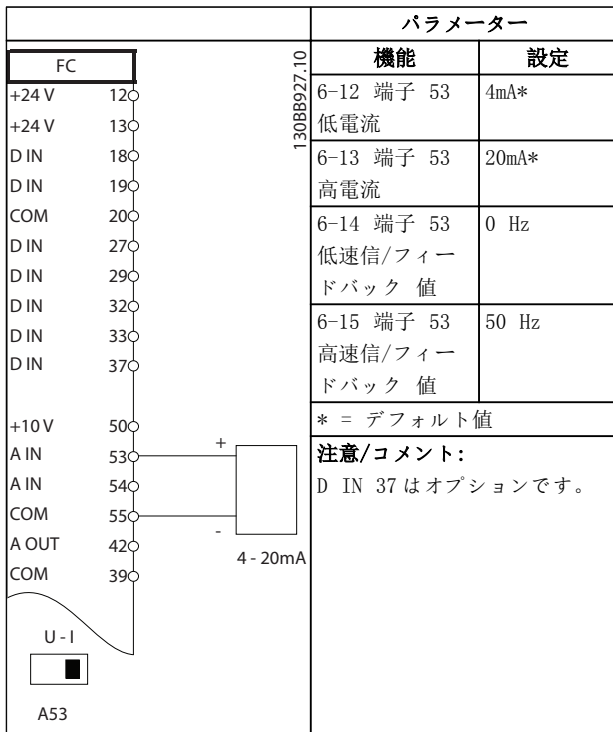 パラメーター
機能 設定
6-12 端子 53 4mA*
低電流
6-13 端子 53 20mA*
高電流
6-14 端子 53 0 Hz
低速信/フィー
ドバック 値
6-15 端子 53 50 Hz
高速信/フィー
ドバック 値
* = デフォルト値
注意/コメント:
D IN 37 はオプションです。
FC
+24 V 12
+24 V 13
D IN 18
D IN 19
COM 20
D IN 27
D IN 29
D IN 32
D IN 33
D IN 37
+10 V 50
A IN 53
A IN 54
COM 55
A OUT 42
COM 39
+
-
4 - 20mA
U - I
A53
130BB927.10